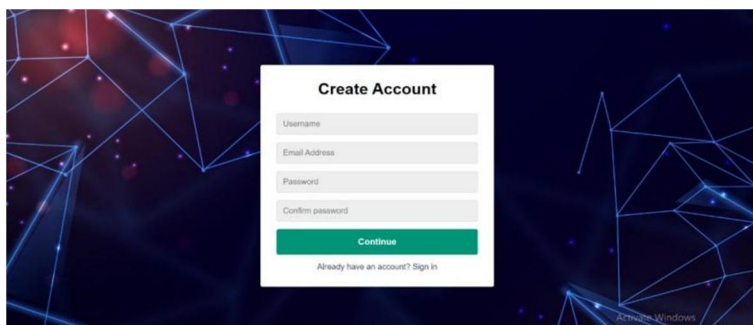 Create Account
Username
Email Address
Password
Confirm password
Continue
Already have an account? Sign in
Activate Windows